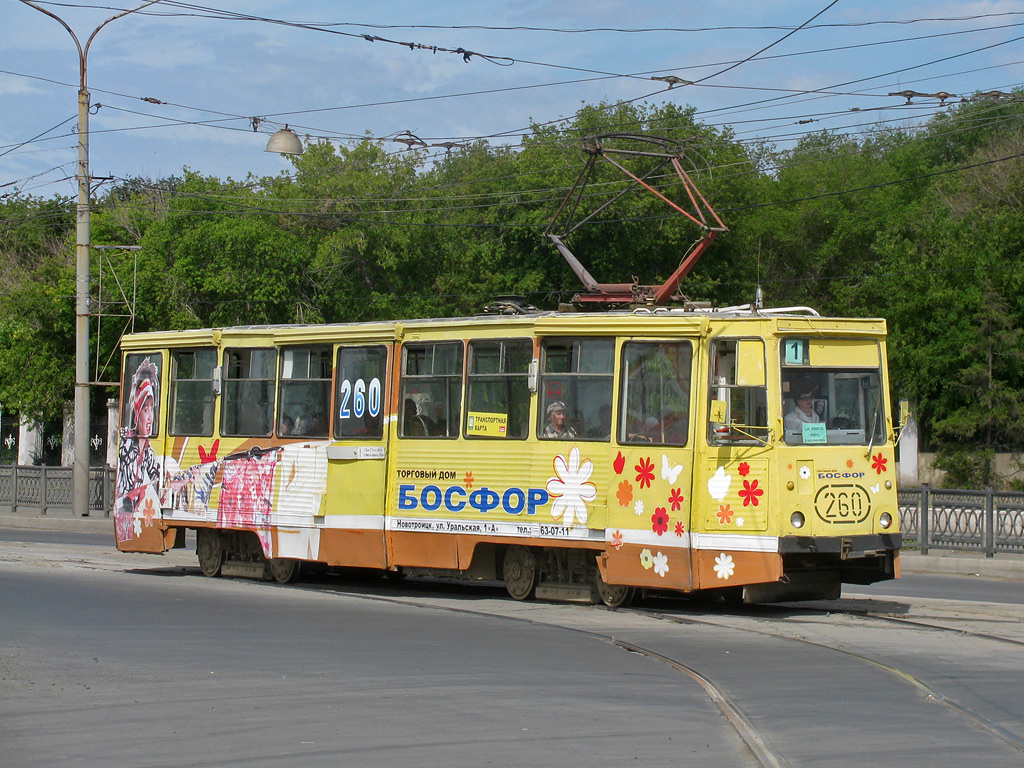 260
ТРАНСПОРТНАЯ
КАРТА
1
ТОРГОВЫЙ ДОМ
БОСФОР
Новотроицк, ул. Уральская, 1"А" тел.: 63-07-11
БОСФОР
260